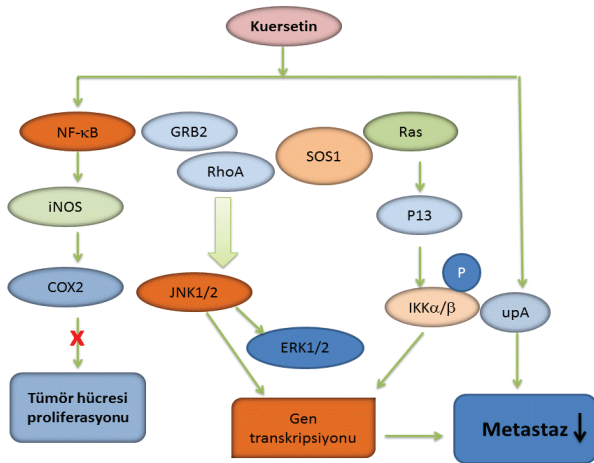 Kuersetin
NF-κB
GRB2
SOS1
Ras
RhoA
iNOS
P13
COX2
JNK1/2
P
IKKα/β
upA
ERK1/2
X
Tümör hücresi
proliferasyonu
Gen
transkripsiyonu
Metastaz